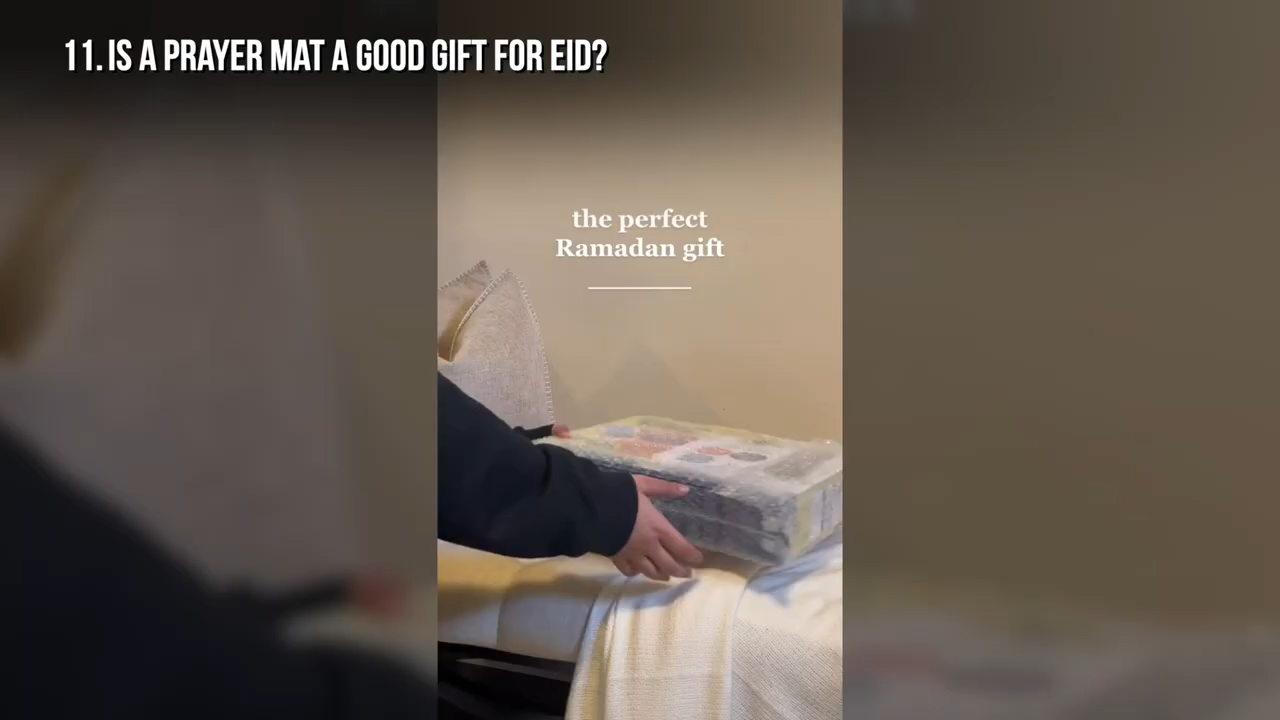 11. IS A PRAYER MAT A GOOD GIFT FOR EID?
the perfect
Ramadan gift